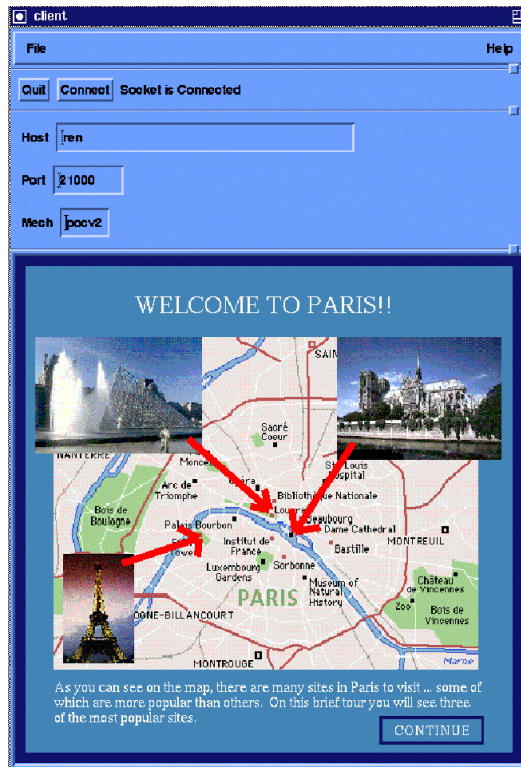 client
File Help
Quit Connect Socket is Connected
Host ren
Port 21000
Mech pocv2
WELCOME TO PARIS!!
SAIN
Sacré
Coeur
NANTERRE
Monce
St. Louis
Hospital
Arc de
Triomphe
Opéra
Bibliothèque Nationale
Bois de
Boulogne
Louvre
Beaubourg
Palais Bourbon
Dame Cathedral
MONTREUIL
Institut de
France
Bastille
Tower
Luxembourg
Gardens
Sorbonne
Museum of
Natural
History
Château
de Vincennes
PARIS
Zoo
Bois de
Vincennes
OGNE-BILLANCOURT
MONTROUGE
Marne
As you can see on the map, there are many sites in Paris to visit ... some of
which are more popular than others. On this brief tour you will see three
of the most popular sites.
CONTINUE